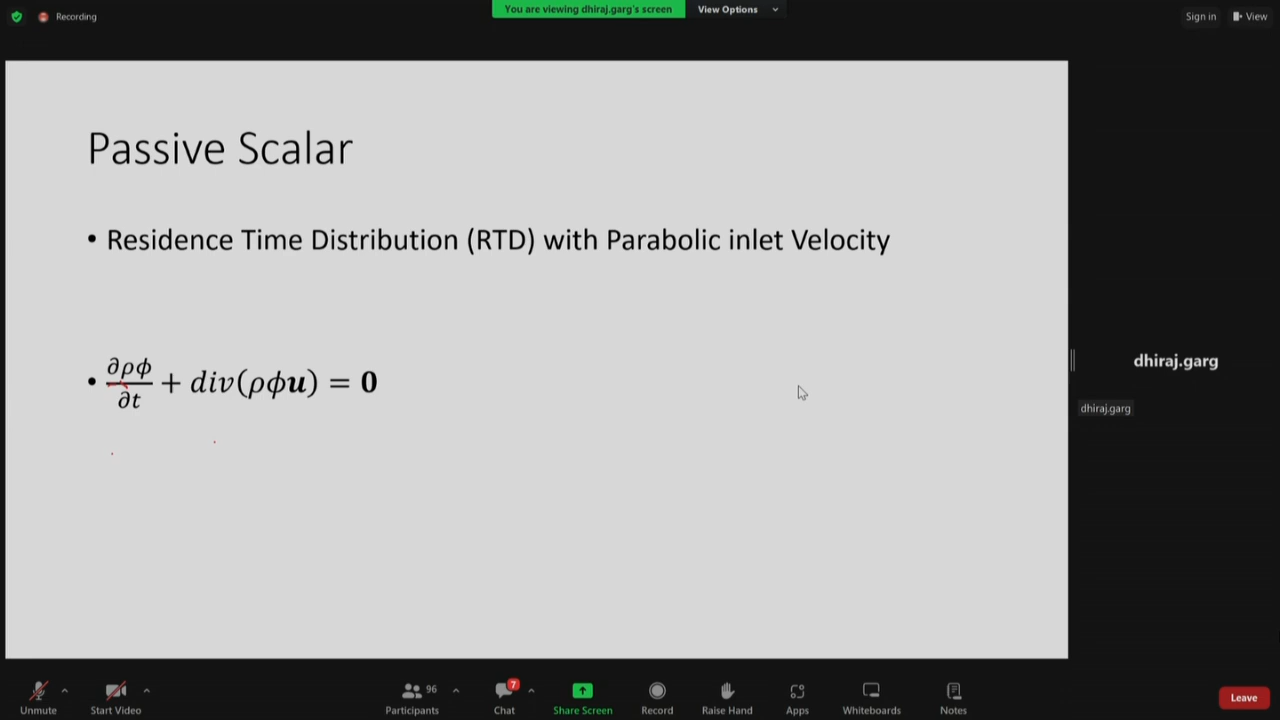 Recording
You are viewing dhiraj.garg's screen
View Options
Sign in
View
Passive Scalar
• Residence Time Distribution (RTD) with Parabolic inlet Velocity
• ∂ρϕ/∂t + div(ρϕu) = 0
dhiraj.garg
dhiraj.garg
Unmute
Start Video
Participants
96
Chat
7
Share Screen
Record
Raise Hand
Apps
Whiteboards
Notes
Leave